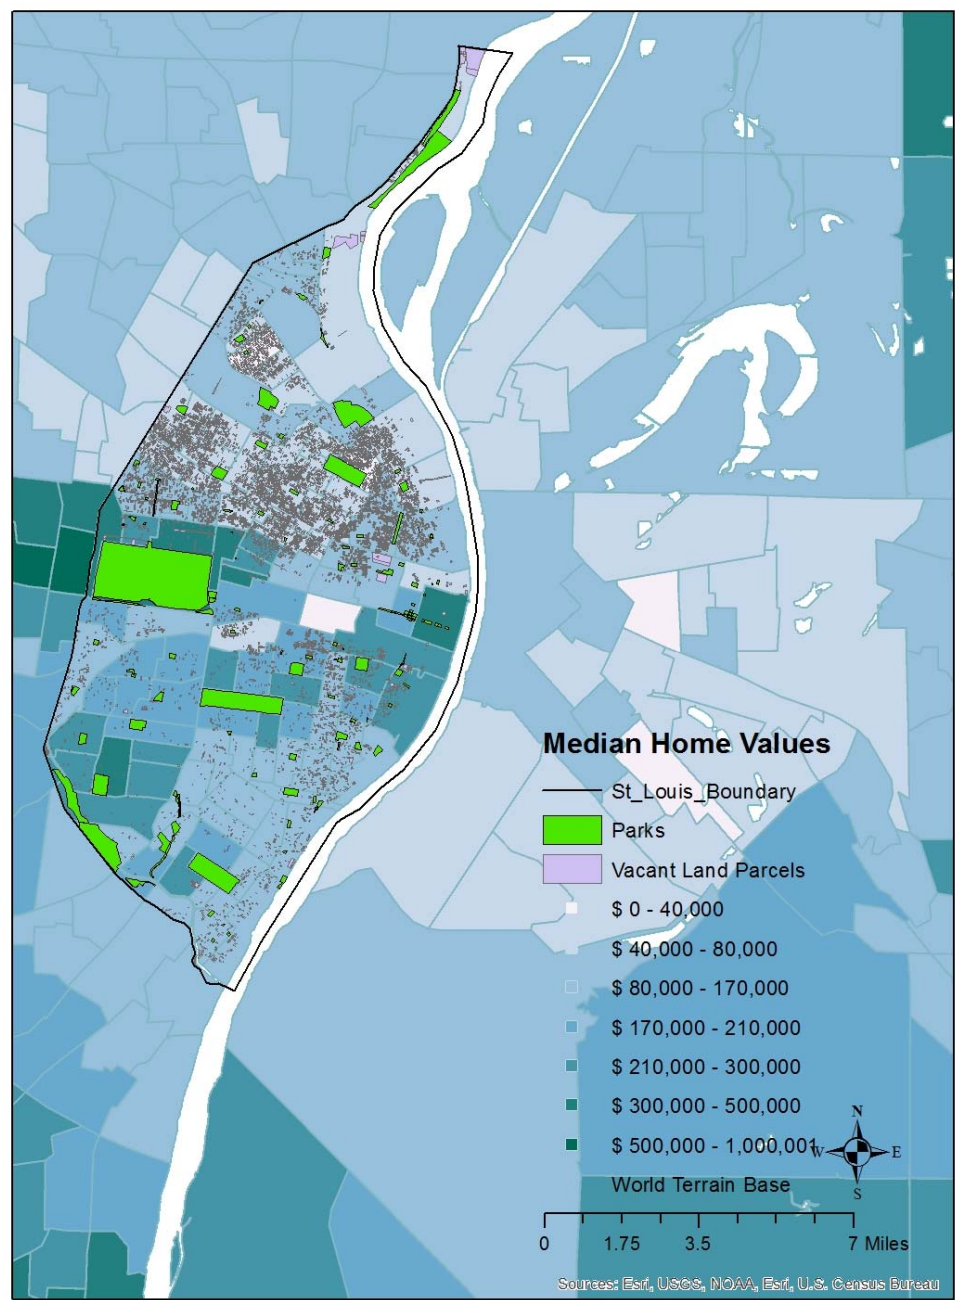 Median Home Values
St_Louis_Boundary
Parks
Vacant Land Parcels
$ 0 - 40,000
$ 40,000 - 80,000
$ 80,000 - 170,000
$ 170,000 - 210,000
$ 210,000 - 300,000
$ 300,000 - 500,000
$ 500,000 - 1,000,001
N
W E
S
World Terrain Base
0 1.75 3.5 7 Miles
Sources: Esri, USGS, NOAA, Esri, U.S. Census Bureau